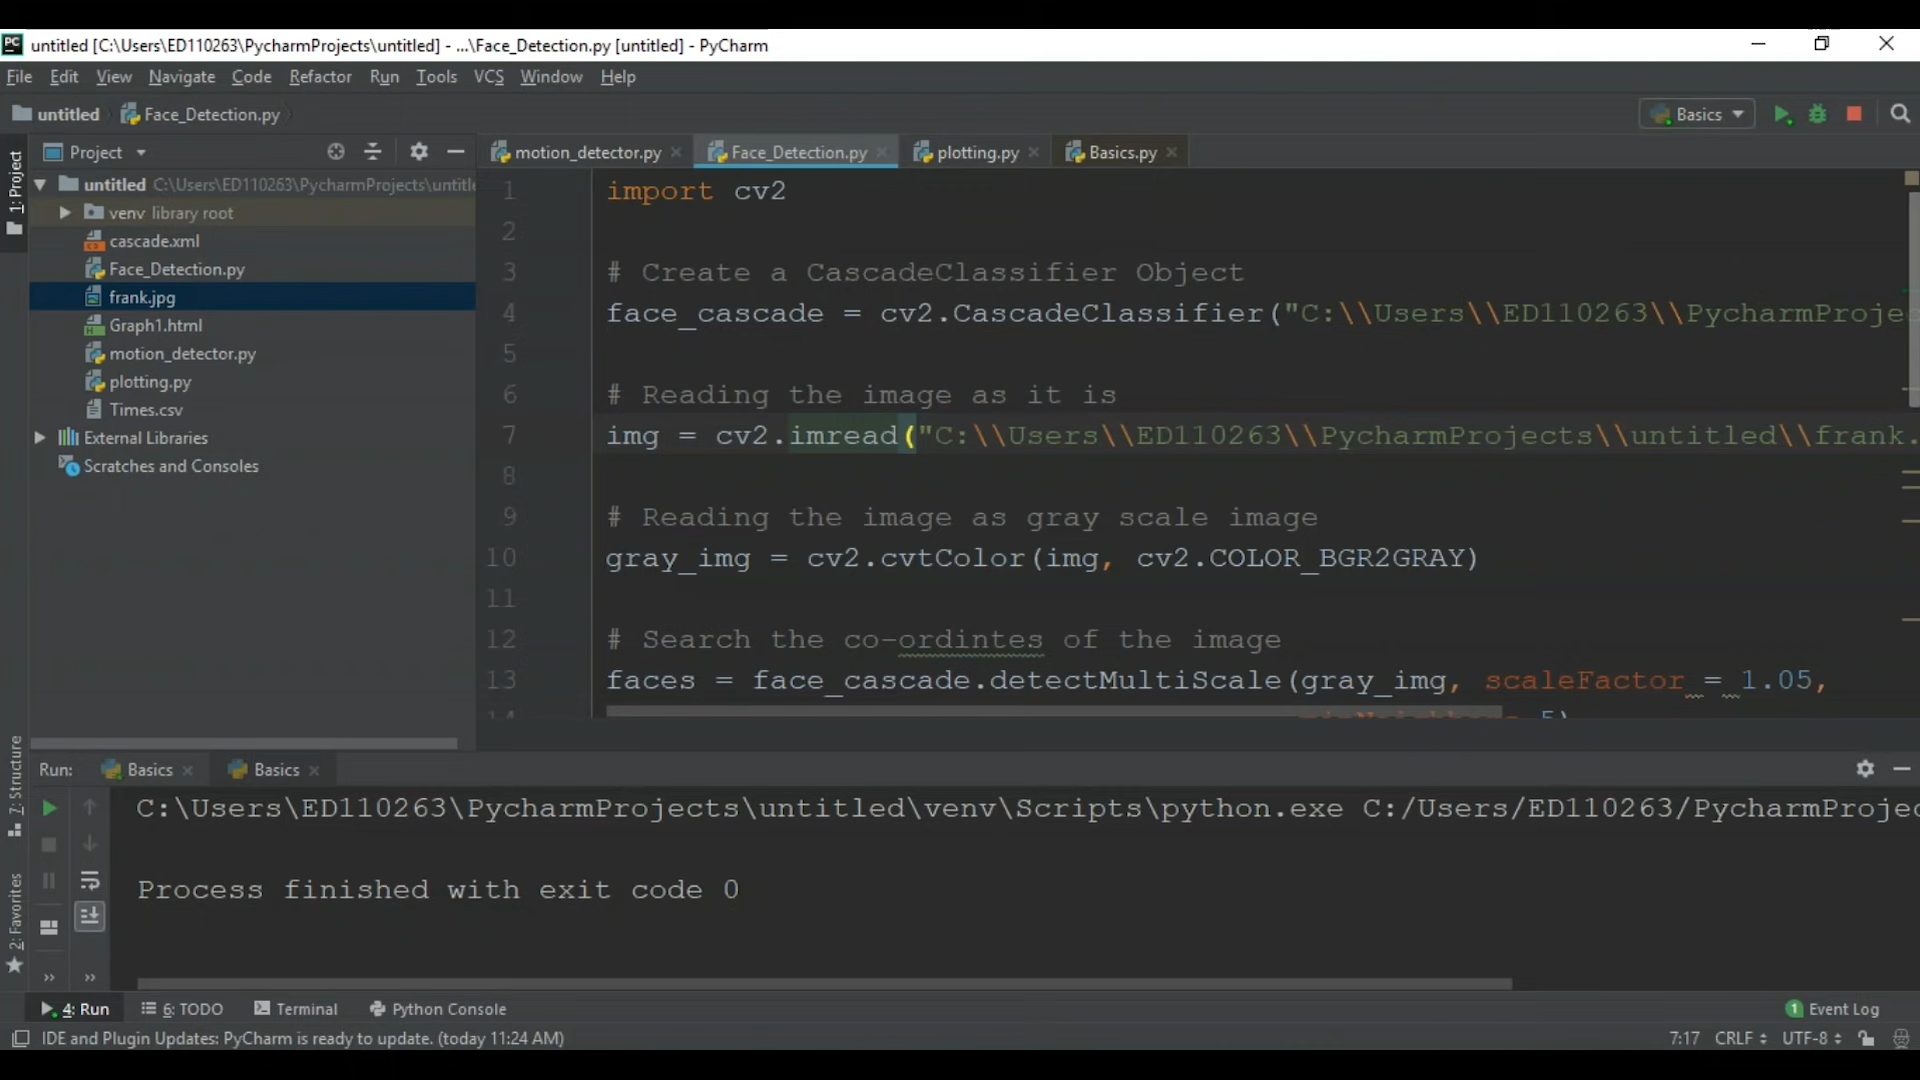 PC untitled [C:\Users\ED110263\PycharmProjects\untitled] - ...\Face_Detection.py [untitled] - PyCharm
File Edit View Navigate Code Refactor Run Tools VCS Window Help
untitled Face_Detection.py Basics
Project motion_detector.py Face_Detection.py plotting.py Basics.py
1: Project
untitled C:\Users\ED110263\PycharmProjects\untitle
venv library root
cascade.xml
Face_Detection.py
frank.jpg
Graph1.html
motion_detector.py
plotting.py
Times.csv
External Libraries
Scratches and Consoles
1 import cv2
2
3 # Create a CascadeClassifier Object
4 face_cascade = cv2.CascadeClassifier("C:\\Users\\ED110263\\PycharmProjec
5
6 # Reading the image as it is
7 img = cv2.imread("C:\\Users\\ED110263\\PycharmProjects\\untitled\\frank.
8
9 # Reading the image as gray scale image
10 gray_img = cv2.cvtColor(img, cv2.COLOR_BGR2GRAY)
11
12 # Search the co-ordintes of the image
13 faces = face_cascade.detectMultiScale(gray_img, scaleFactor = 1.05,
7: Structure
2: Favorites
Run: Basics Basics
C:\Users\ED110263\PycharmProjects\untitled\venv\Scripts\python.exe C:/Users/ED110263/PycharmProjec
Process finished with exit code 0
4: Run 6: TODO Terminal Python Console 1 Event Log
IDE and Plugin Updates: PyCharm is ready to update. (today 11:24 AM) 7:17 CRLF UTF-8